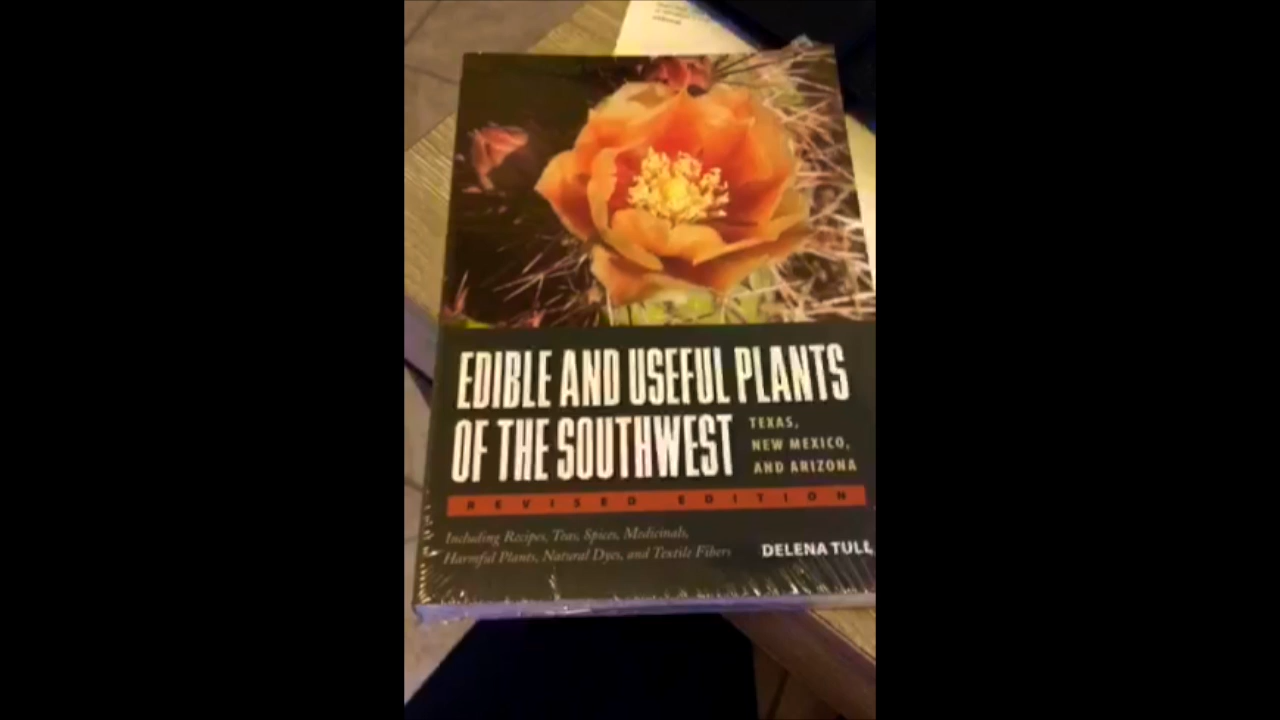 EDIBLE AND USEFUL PLANTS
OF THE SOUTHWEST
TEXAS,
NEW MEXICO,
AND ARIZONA
REVISED EDITION
Including Recipes, Teas, Spices, Medicinals,
Harmful Plants, Natural Dyes, and Textile Fibers
DELENA TULL